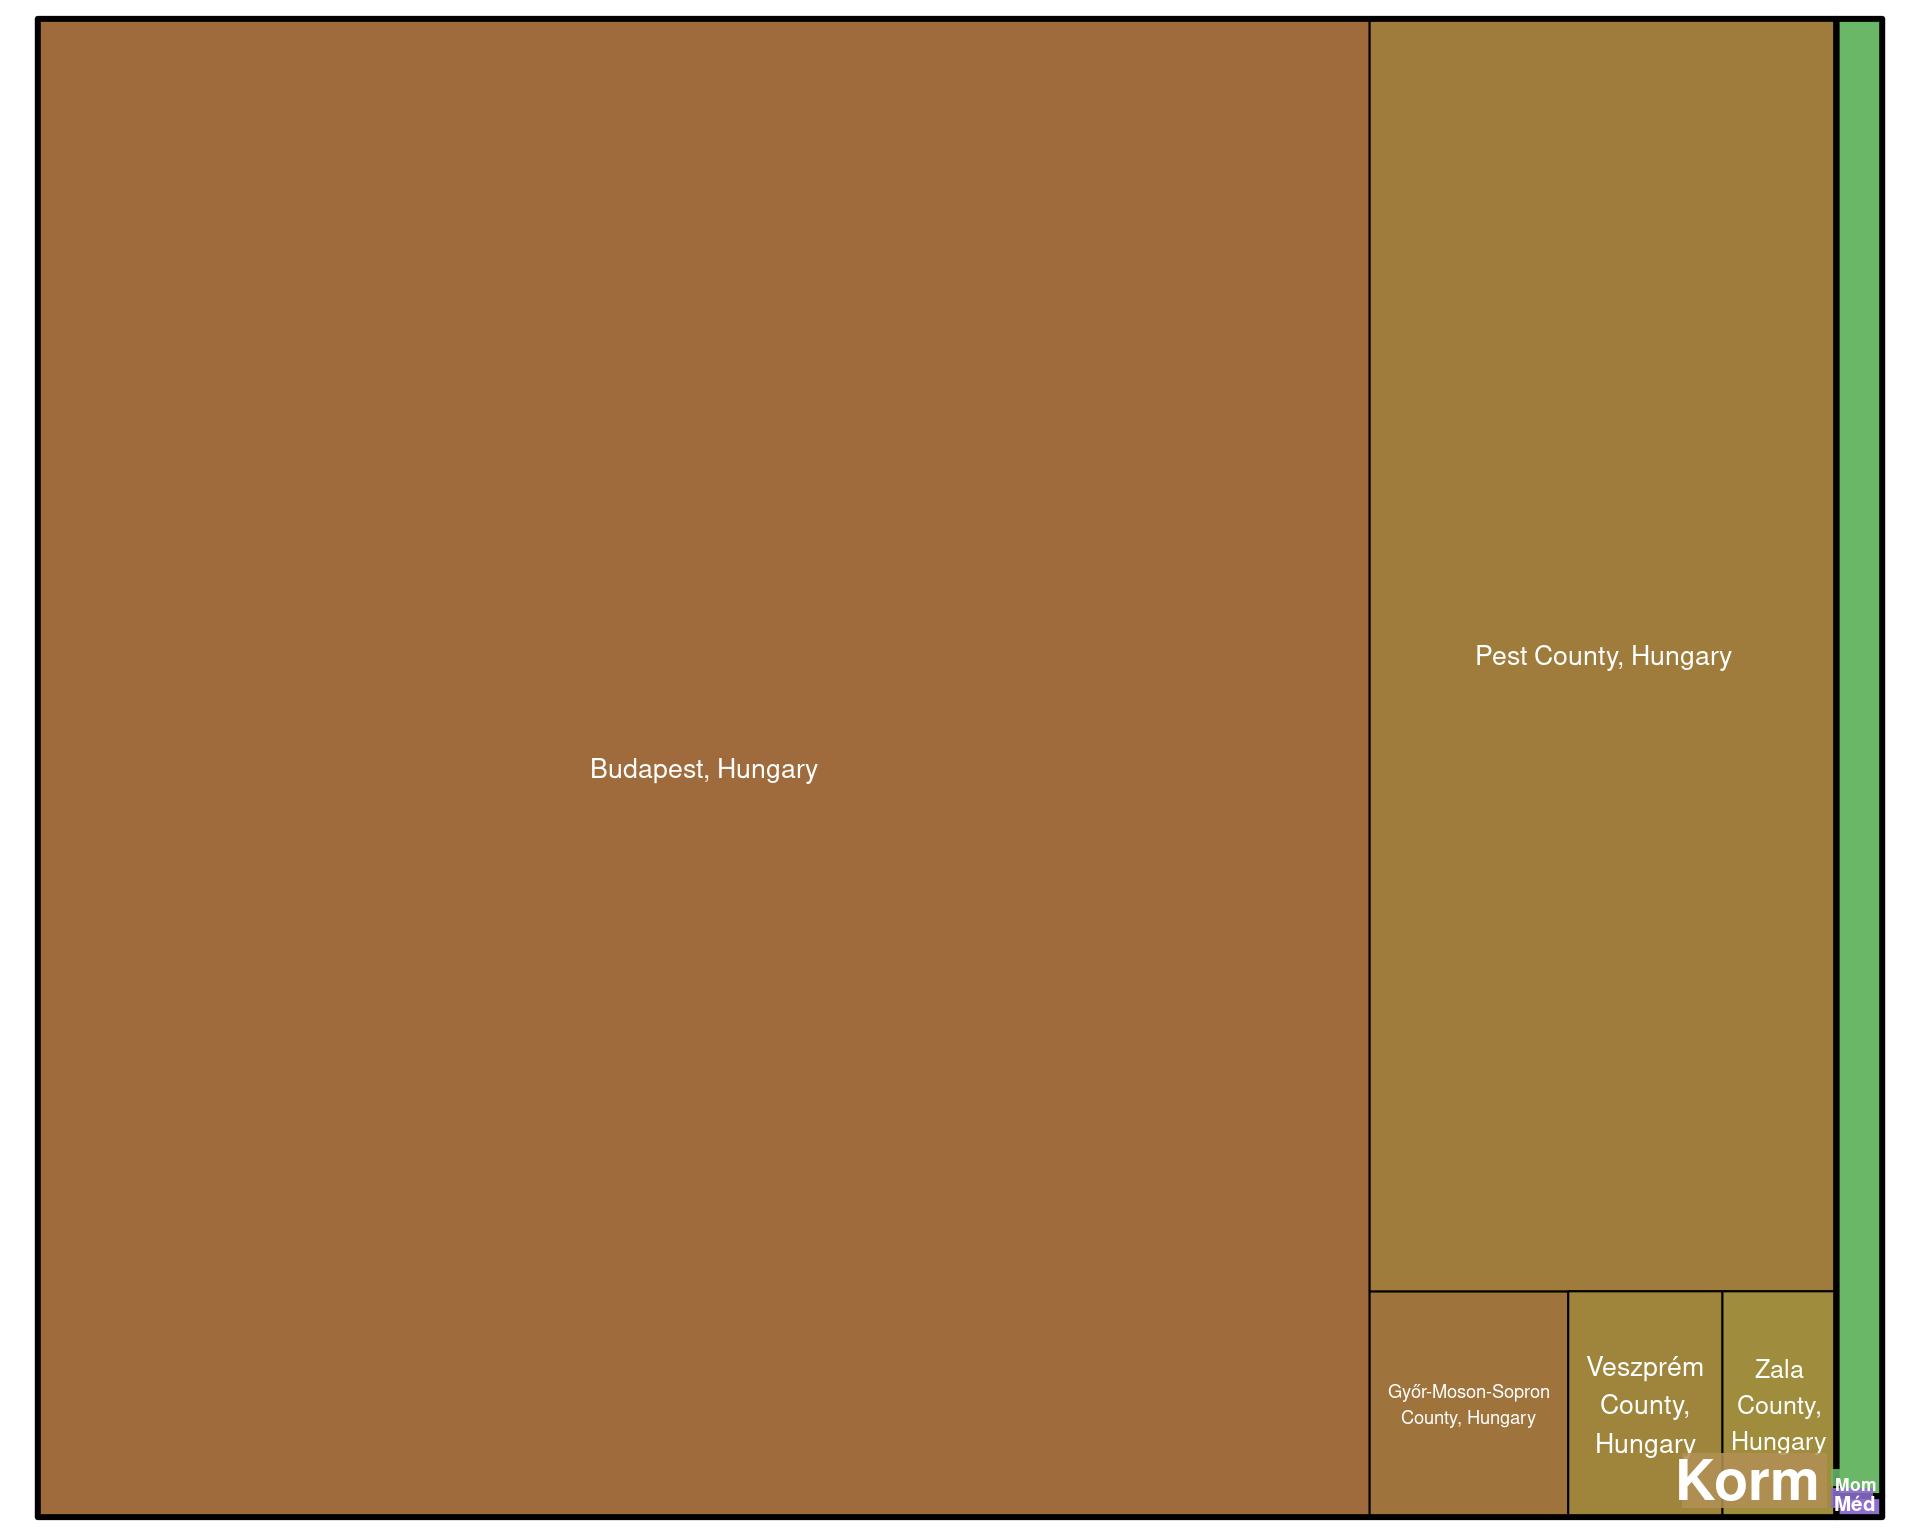 Pest County, Hungary
Budapest, Hungary
Győr-Moson-Sopron
County, Hungary
Veszprém
County,
Hungary
Zala
County,
Hungary
Korm
Mom
Méd